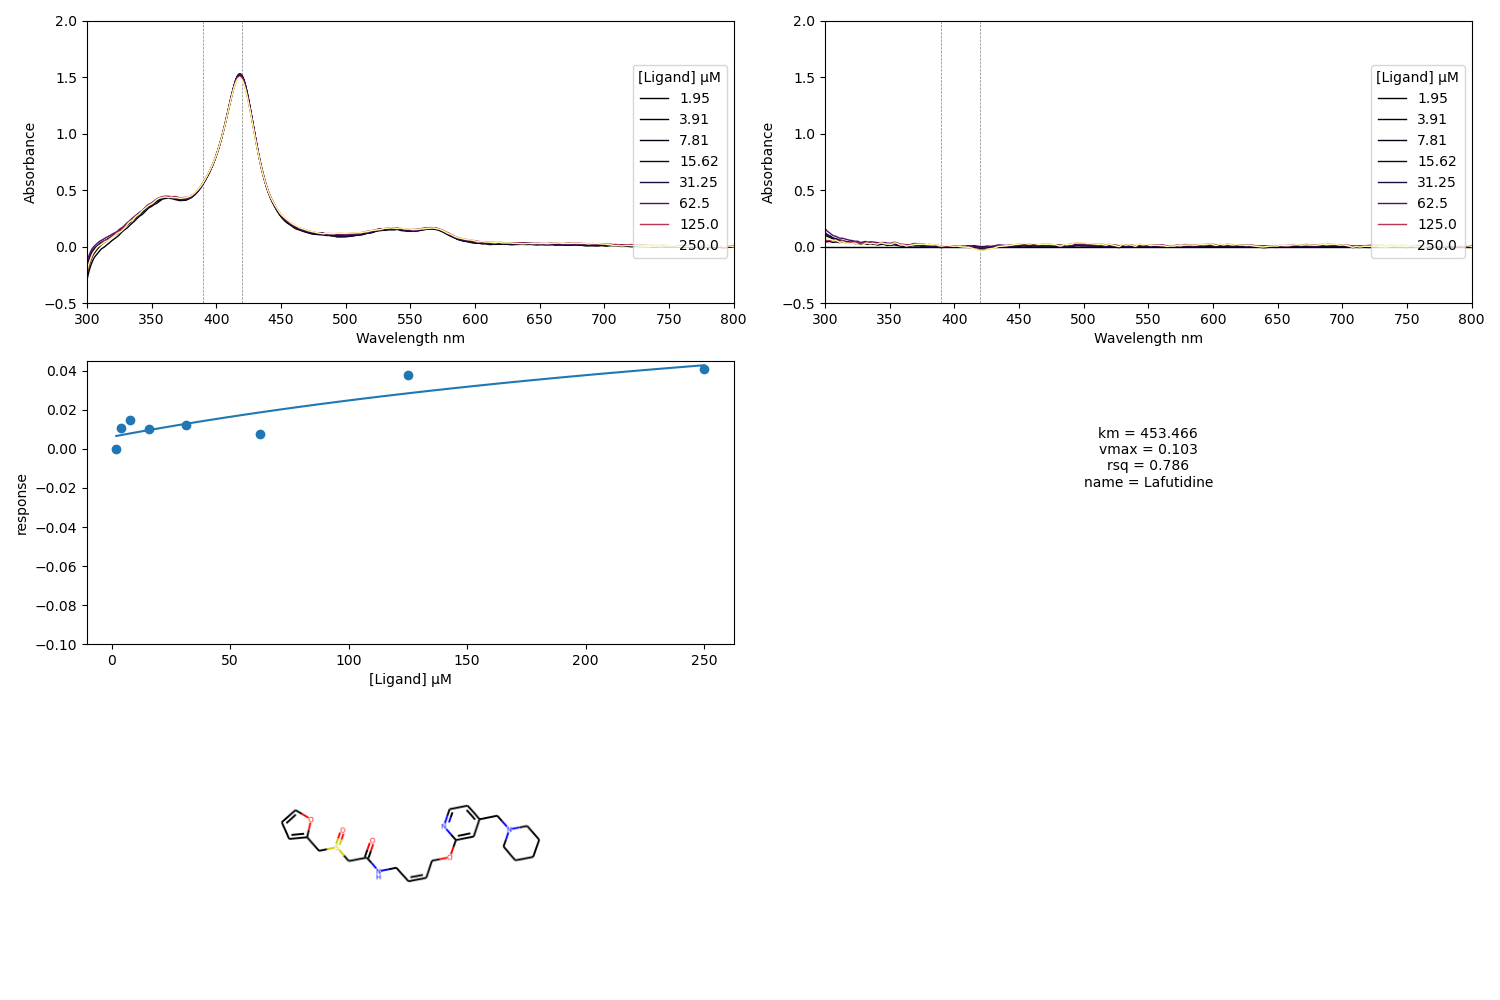 2.0
1.5
1.0
0.5
0.0
−0.5
Absorbance
300 350 400 450 500 550 600 650 700 750 800
Wavelength nm
[Ligand] µM
1.95
3.91
7.81
15.62
31.25
62.5
125.0
250.0
2.0
1.5
1.0
0.5
0.0
−0.5
Absorbance
300 350 400 450 500 550 600 650 700 750 800
Wavelength nm
[Ligand] µM
1.95
3.91
7.81
15.62
31.25
62.5
125.0
250.0
0.04
0.02
0.00
−0.02
−0.04
−0.06
−0.08
−0.10
response
0 50 100 150 200 250
[Ligand] µM
km = 453.466
vmax = 0.103
rsq = 0.786
name = Lafutidine
O
S
O
O
N
H
O
N
N